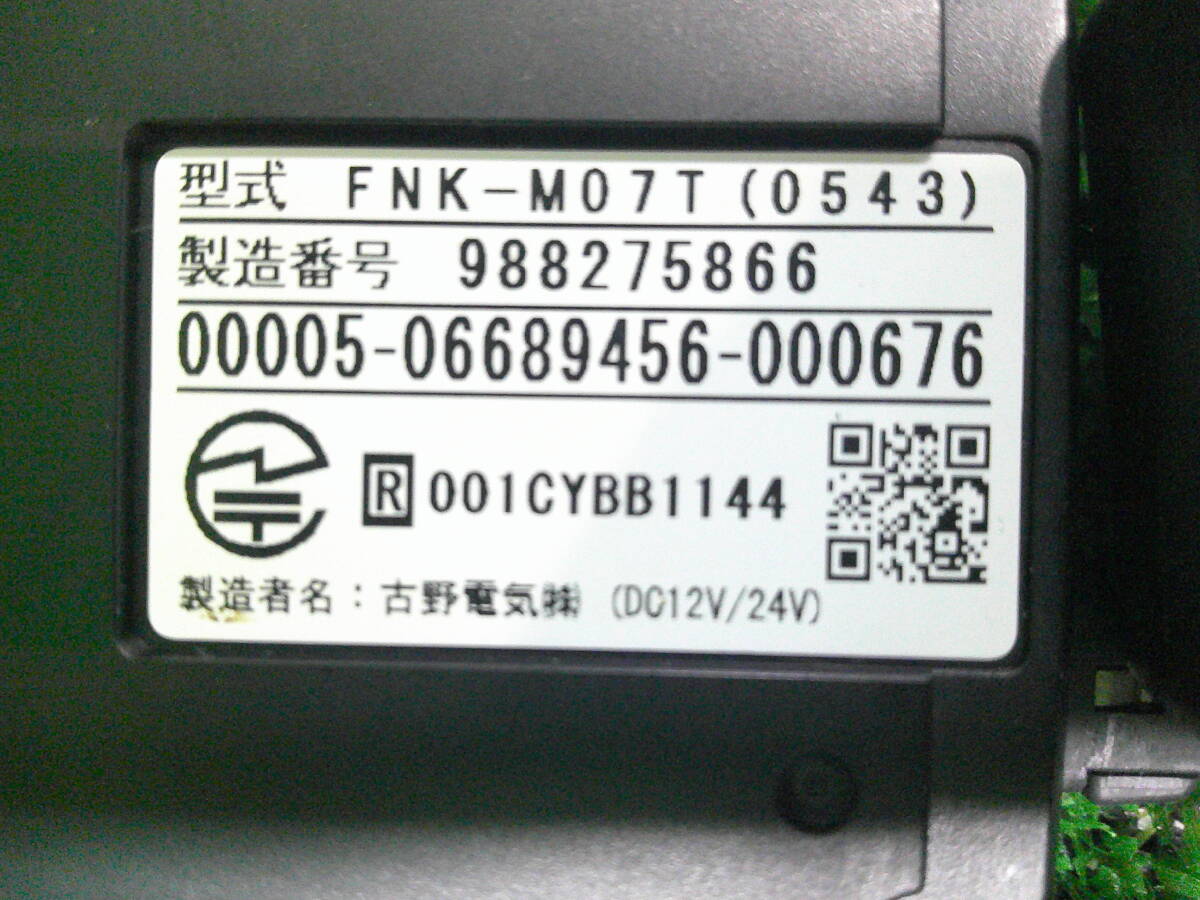 型式 FNK-M07T(0543)
製造番号 988275866
00005-06689456-000676
R 001CYBB1144
製造者名：古野電気㈱ (DC12V/24V)